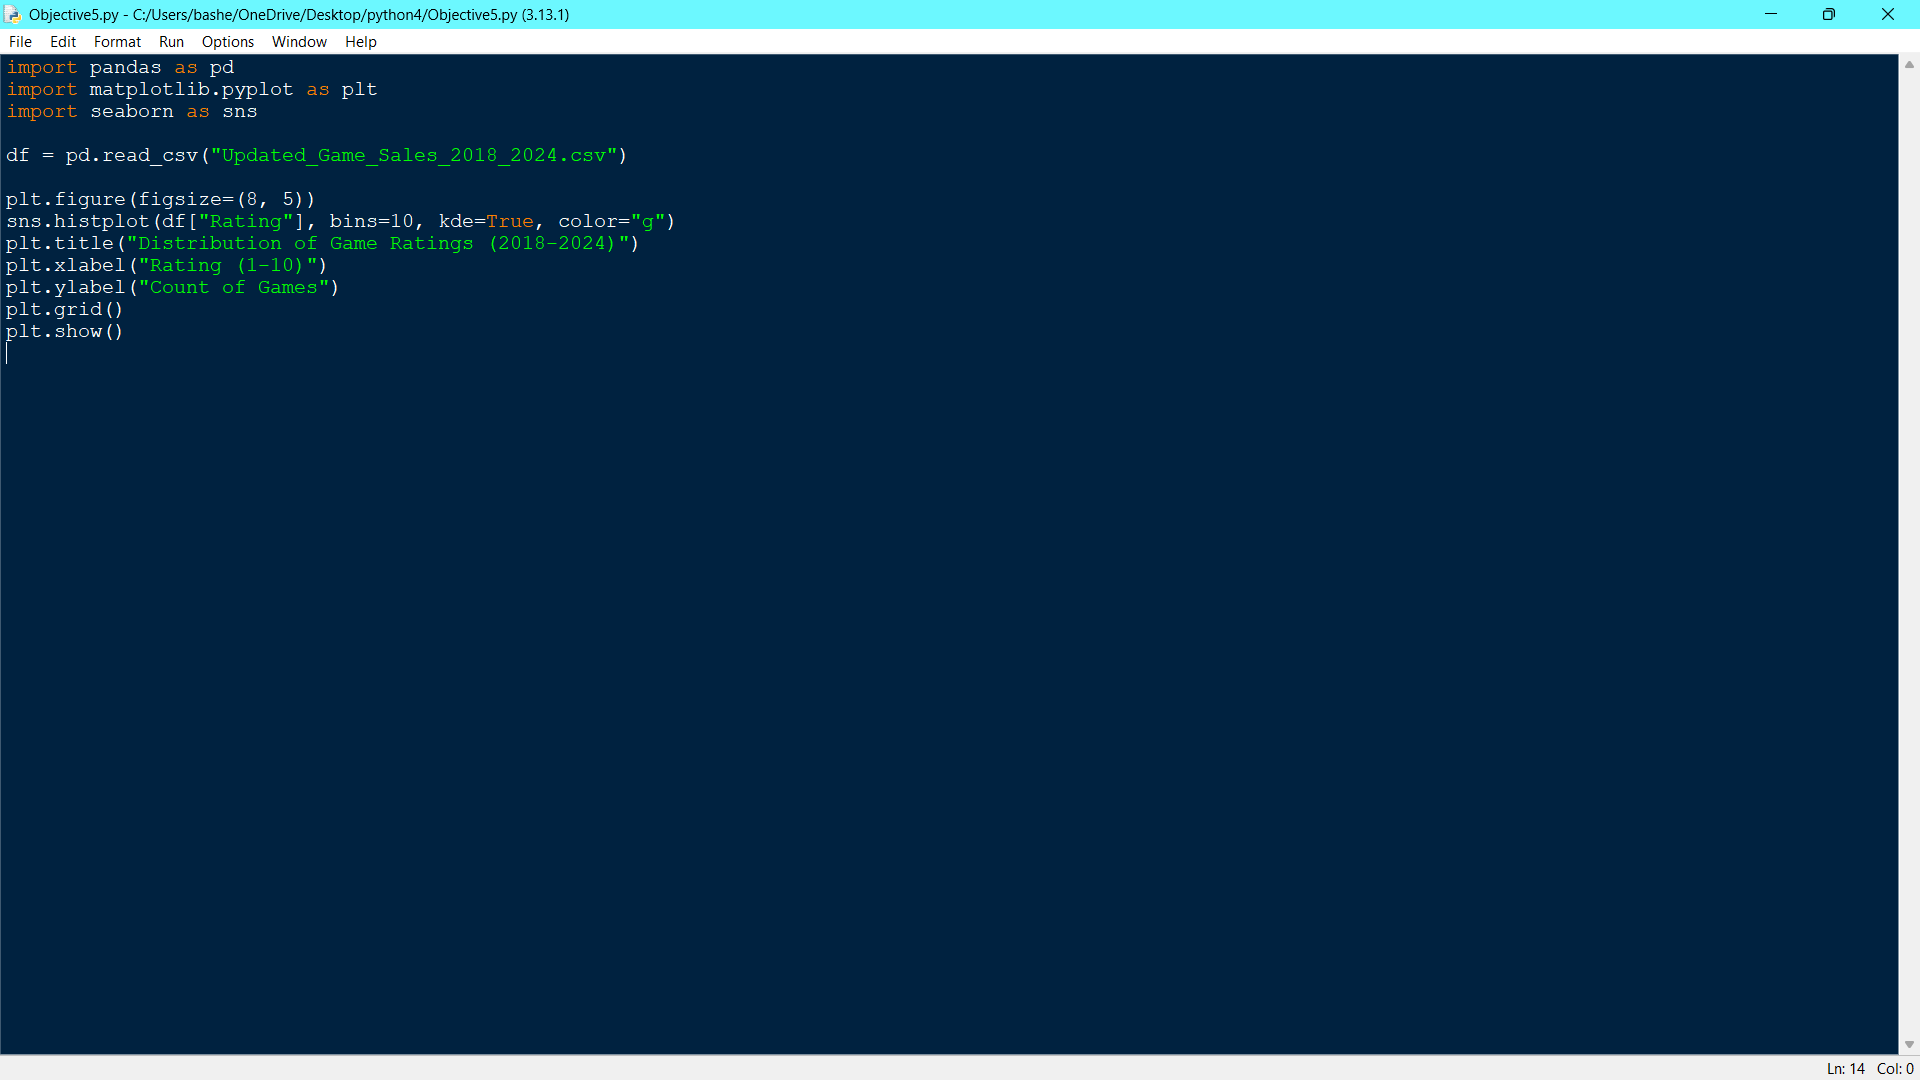 Objective5.py - C:/Users/bashe/OneDrive/Desktop/python4/Objective5.py (3.13.1)
File Edit Format Run Options Window Help
import pandas as pd
import matplotlib.pyplot as plt
import seaborn as sns
df = pd.read_csv("Updated_Game_Sales_2018_2024.csv")
plt.figure(figsize=(8, 5))
sns.histplot(df["Rating"], bins=10, kde=True, color="g")
plt.title("Distribution of Game Ratings (2018-2024)")
plt.xlabel("Rating (1-10)")
plt.ylabel("Count of Games")
plt.grid()
plt.show()
Ln: 14 Col: 0